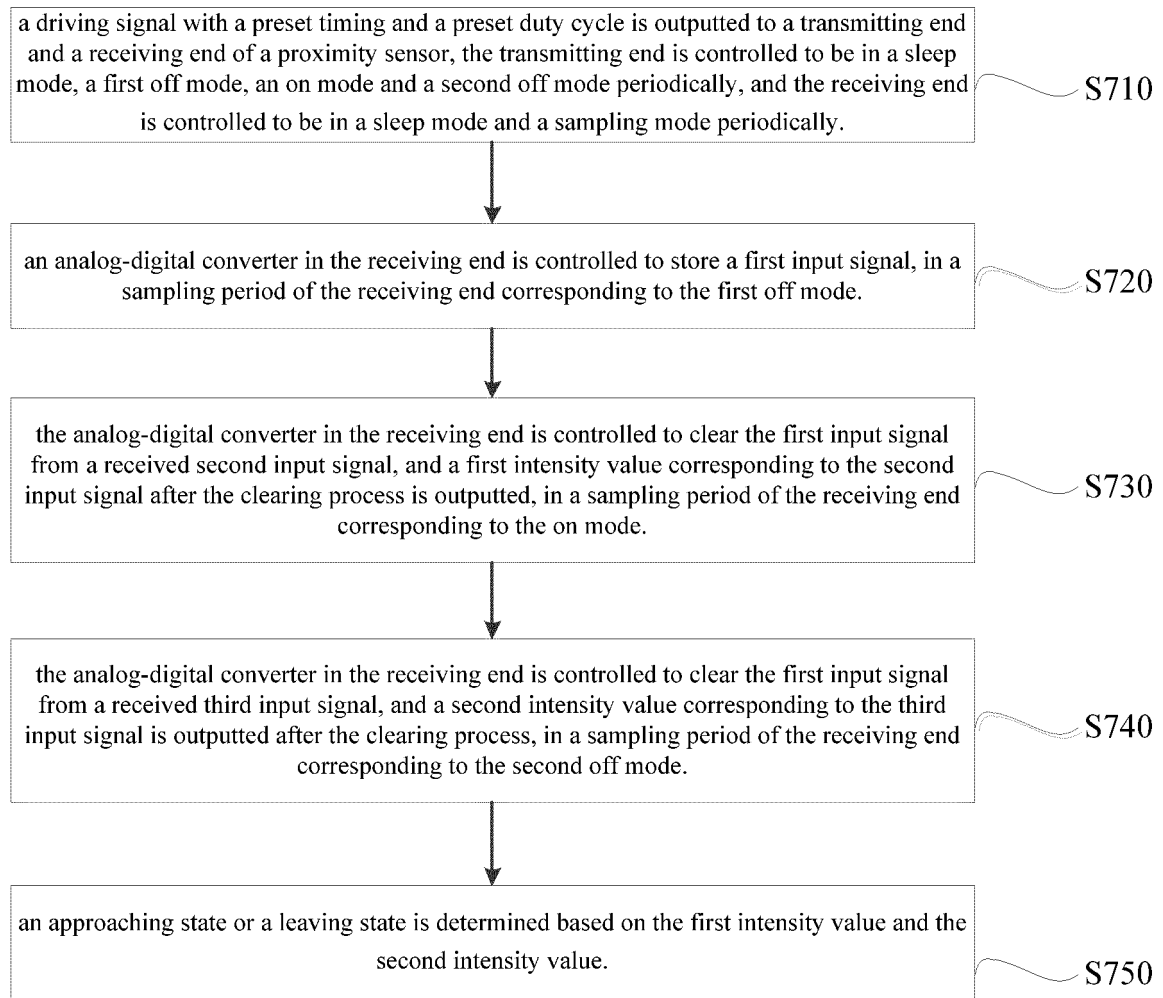 a driving signal with a preset timing and a preset duty cycle is outputted to a transmitting end
and a receiving end of a proximity sensor, the transmitting end is controlled to be in a sleep
mode, a first off mode, an on mode and a second off mode periodically, and the receiving end
is controlled to be in a sleep mode and a sampling mode periodically.
S710
an analog-digital converter in the receiving end is controlled to store a first input signal, in a
sampling period of the receiving end corresponding to the first off mode.
S720
the analog-digital converter in the receiving end is controlled to clear the first input signal
from a received second input signal, and a first intensity value corresponding to the second
input signal after the clearing process is outputted, in a sampling period of the receiving end
corresponding to the on mode.
S730
the analog-digital converter in the receiving end is controlled to clear the first input signal
from a received third input signal, and a second intensity value corresponding to the third
input signal is outputted after the clearing process, in a sampling period of the receiving end
corresponding to the second off mode.
S740
an approaching state or a leaving state is determined based on the first intensity value and the
second intensity value.
S750